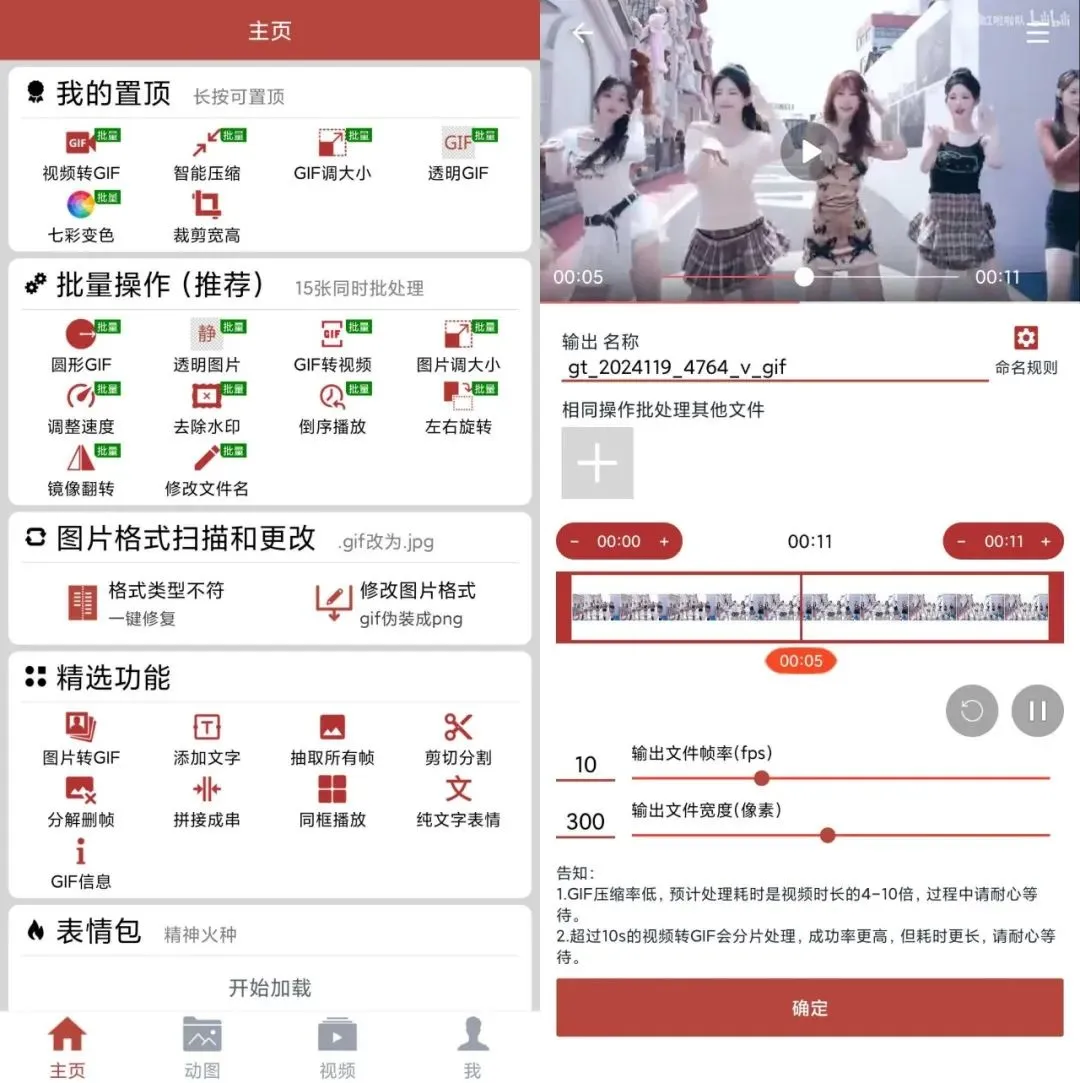 主页
我的置顶 长按可置顶
GIF 批量 批量 批量 GIF 批量
视频转GIF 智能压缩 GIF调大小 透明GIF
批量
七彩变色 裁剪宽高
批量操作(推荐) 15张同时批处理
批量 静 批量 GIF 批量 批量
圆形GIF 透明图片 GIF转视频 图片调大小
批量 批量 批量 批量
调整速度 去除水印 倒序播放 左右旋转
批量 批量
镜像翻转 修改文件名
图片格式扫描和更改 .gif改为.jpg
格式类型不符 修改图片格式
一键修复 gif伪装成png
精选功能
T
图片转GIF 添加文字 抽取所有帧 剪切分割
文
分解删帧 拼接成串 同框播放 纯文字表情
GIF信息
表情包 精神火种
开始加载
主页 动图 视频 我
bilibili
00:05 00:11
输出 名称
gt_2024119_4764_v_gif 命名规则
相同操作批处理其他文件
- 00:00 + 00:11 - 00:11 +
00:05
10 输出文件帧率(fps)
300 输出文件宽度(像素)
告知:
1.GIF压缩率低, 预计处理耗时是视频时长的4-10倍, 过程中请耐心等
待。
2.超过10s的视频转GIF会分片处理, 成功率更高, 但耗时更长, 请耐心等
待。
确定